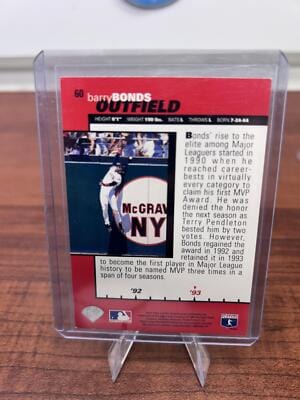 60
barryBONDS
OUTFIELD
HEIGHT 6'1" WEIGHT 190 lbs. BATS L THROWS L BORN 7-24-64
Bonds' rise to the
elite among Major
Leaguers started in
1990 when he
reached career-
bests in virtually
every category to
claim his first MVP
Award. He was
denied the honor
the next season as
Terry Pendleton
bested him by two
votes. However,
Bonds regained the
award in 1992 and
retained it in 1993
to become the first player in Major League
history to be named MVP three times in a
span of four seasons.
McGRAW
NY
'92 '93